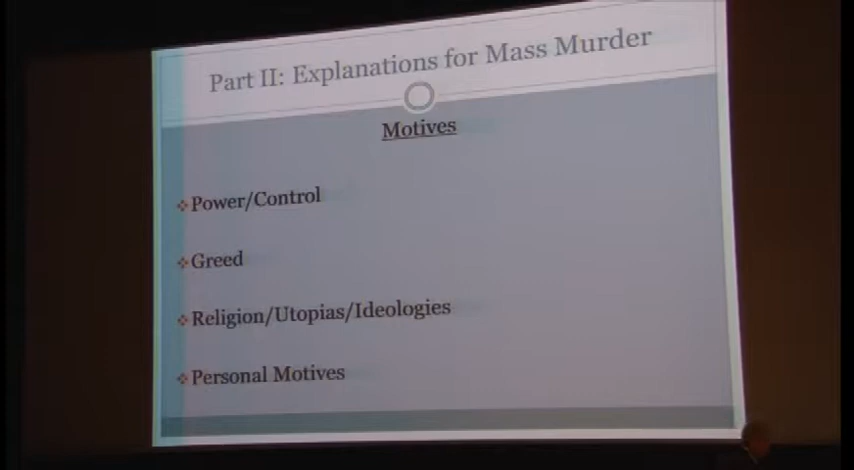 Part II: Explanations for Mass Murder
Motives
Power/Control
Greed
Religion/Utopias/Ideologies
Personal Motives